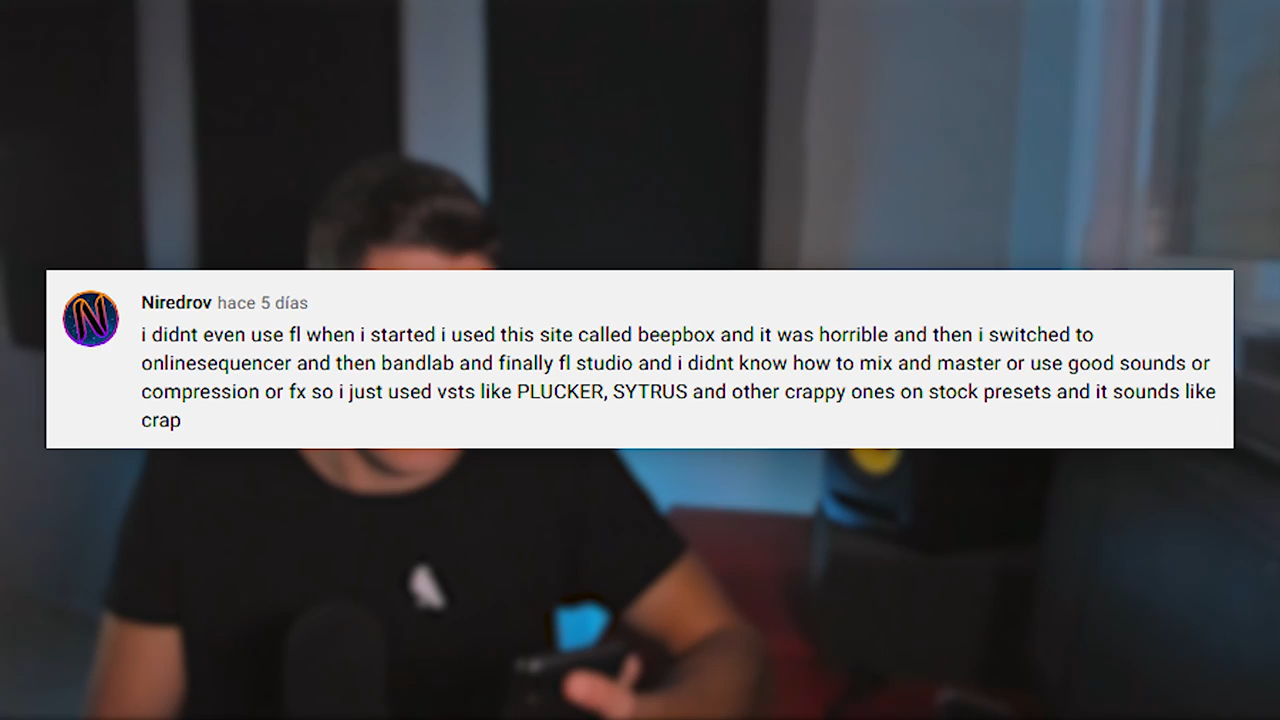 Niredrov hace 5 días
i didnt even use fl when i started i used this site called beepbox and it was horrible and then i switched to
onlinesequencer and then bandlab and finally fl studio and i didnt know how to mix and master or use good sounds or
compression or fx so i just used vsts like PLUCKER, SYTRUS and other crappy ones on stock presets and it sounds like
crap